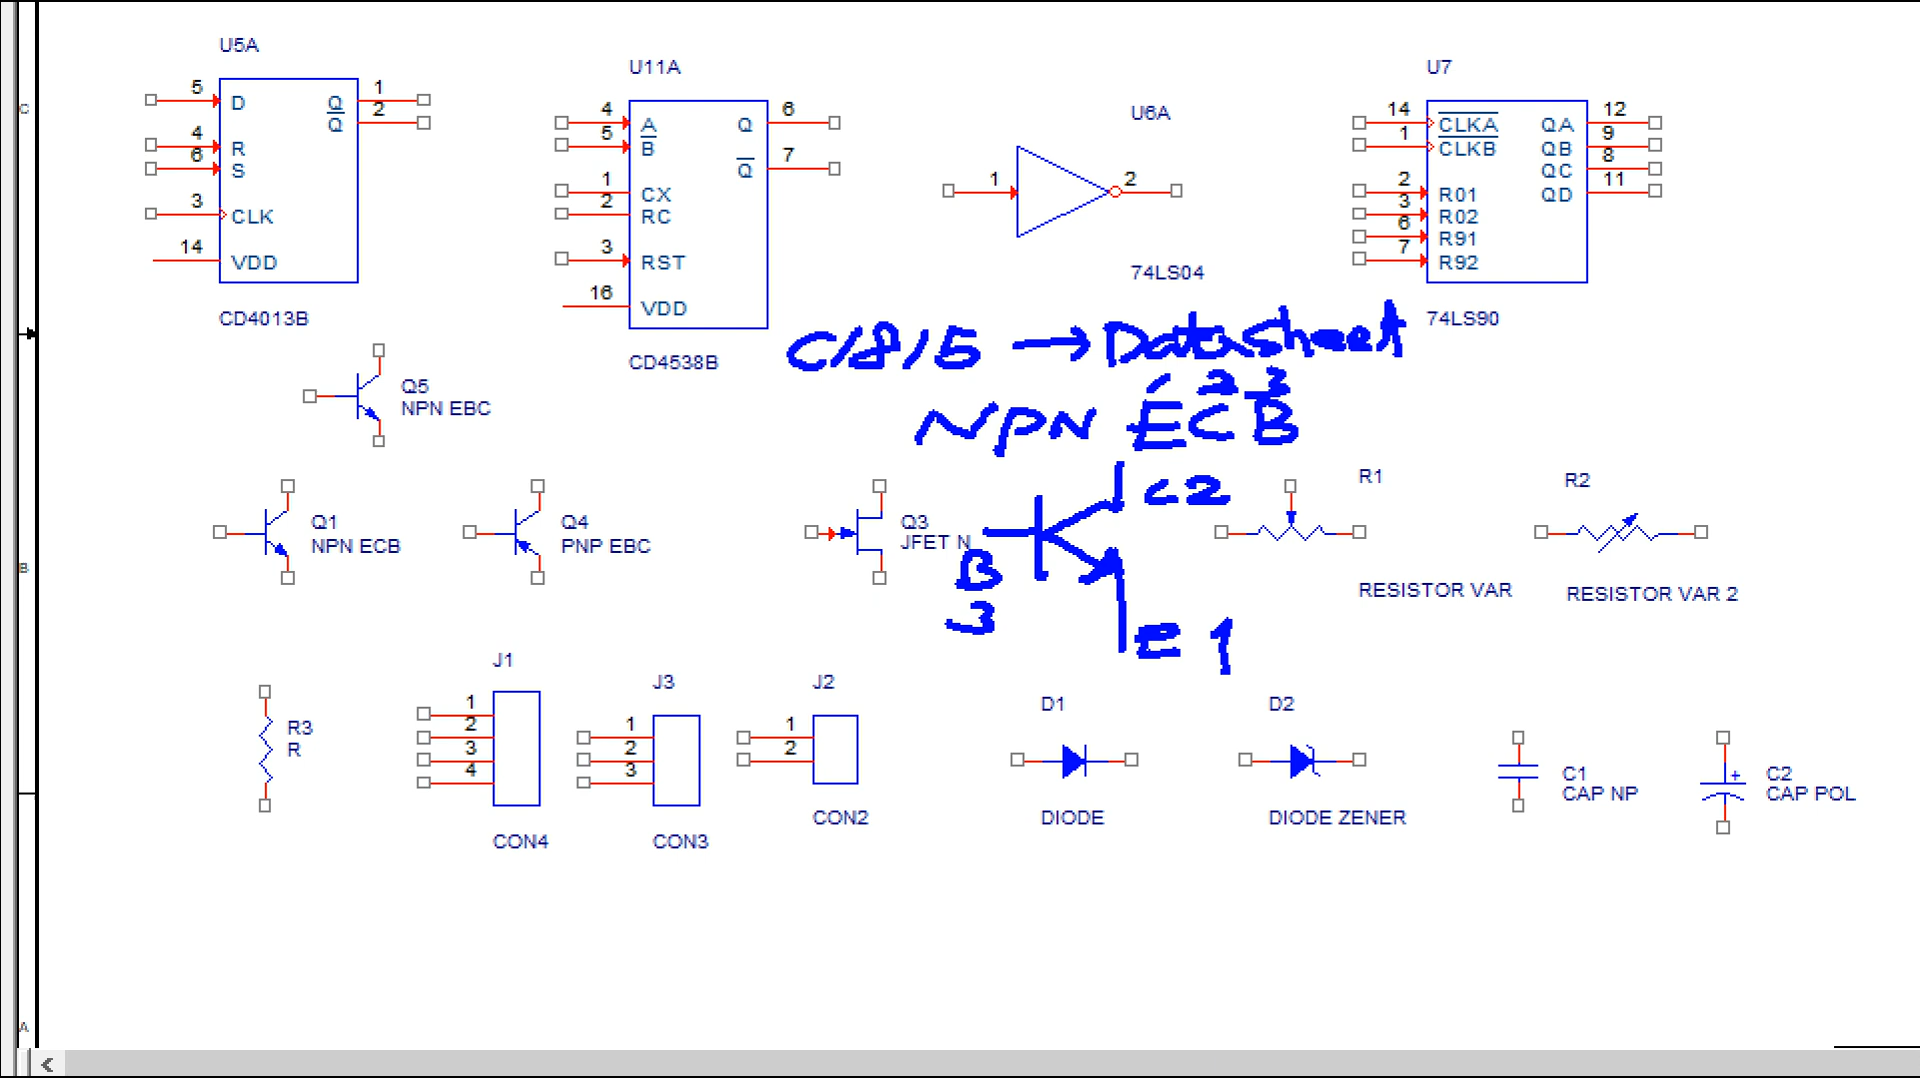 U5A
5 D Q 1
Q 2
4 R
6 S
3 CLK
14 VDD
CD4013B
U11A
4 A Q 6
5 B
Q 7
1 CX
2 RC
3 RST
16 VDD
CD4538B
U6A
1 2
74LS04
U7
14 CLKA QA 12
1 CLKB QB 9
QC 8
2 R01 QD 11
3 R02
6 R91
7 R92
74LS90
C1815 → Datasheet
1 2 3
NPN ECB
C2
B
3
E 1
Q5
NPN EBC
Q1
NPN ECB
Q4
PNP EBC
Q3
JFET N
R1
RESISTOR VAR
R2
RESISTOR VAR 2
R3
R
J1
1
2
3
4
CON4
J3
1
2
3
CON3
J2
1
2
CON2
D1
DIODE
D2
DIODE ZENER
C1
CAP NP
+
C2
CAP POL
C
B
A